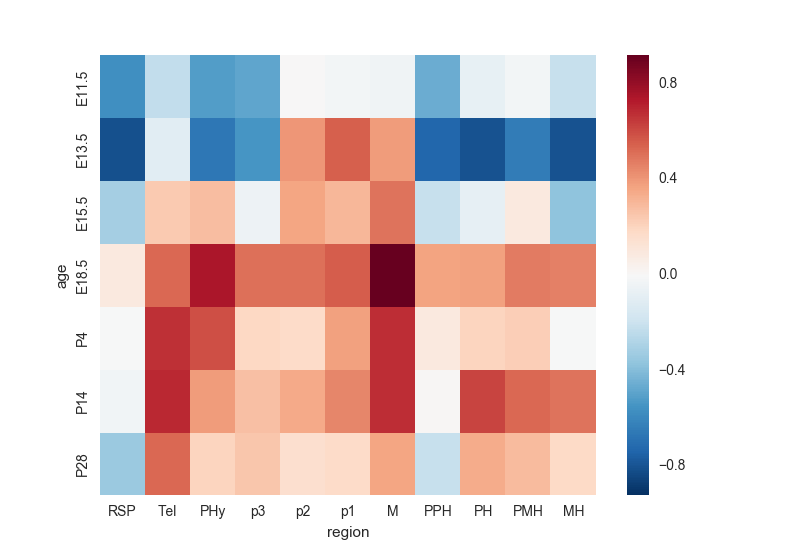 E11.5
E13.5
E15.5
E18.5
P4
P14
P28
age
RSP Tel PHy p3 p2 p1 M PPH PH PMH MH
region
0.8
0.4
0.0
−0.4
−0.8